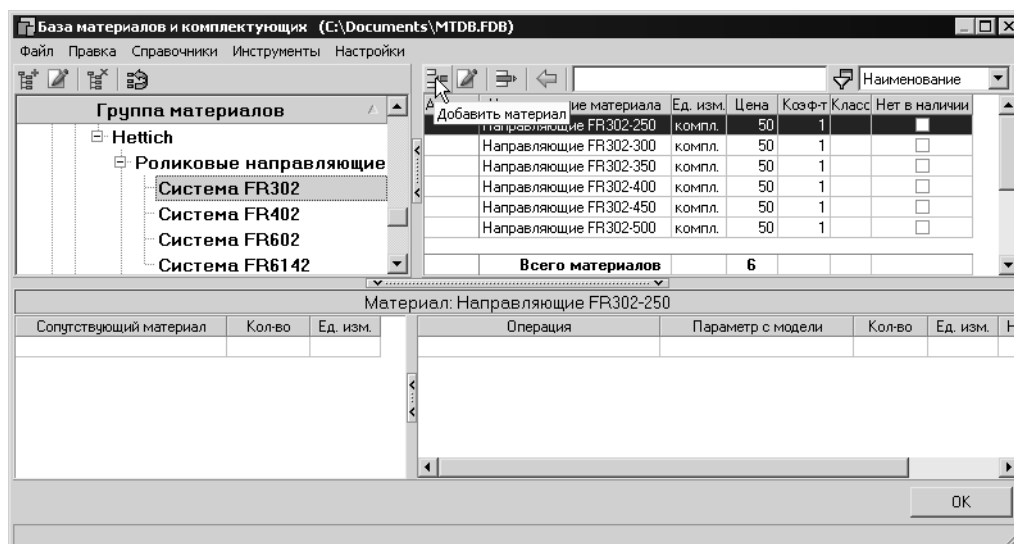 База материалов и комплектующих (C:\Documents\MTDB.FDB)
Файл Правка Справочники Инструменты Настройки
Наименование
Группа материалов
Hettich
Роликовые направляющие
Система FR302
Система FR402
Система FR602
Система FR6142
Добавить материал
материала Ед. изм. Цена Коэф-т Класс Нет в наличии
Направляющие FR302-250 компл. 50 1
Направляющие FR302-300 компл. 50 1
Направляющие FR302-350 компл. 50 1
Направляющие FR302-400 компл. 50 1
Направляющие FR302-450 компл. 50 1
Направляющие FR302-500 компл. 50 1
Всего материалов 6
Материал: Направляющие FR302-250
Сопутствующий материал Кол-во Ед. изм.
Операция Параметр с модели Кол-во Ед. изм. Н
OK